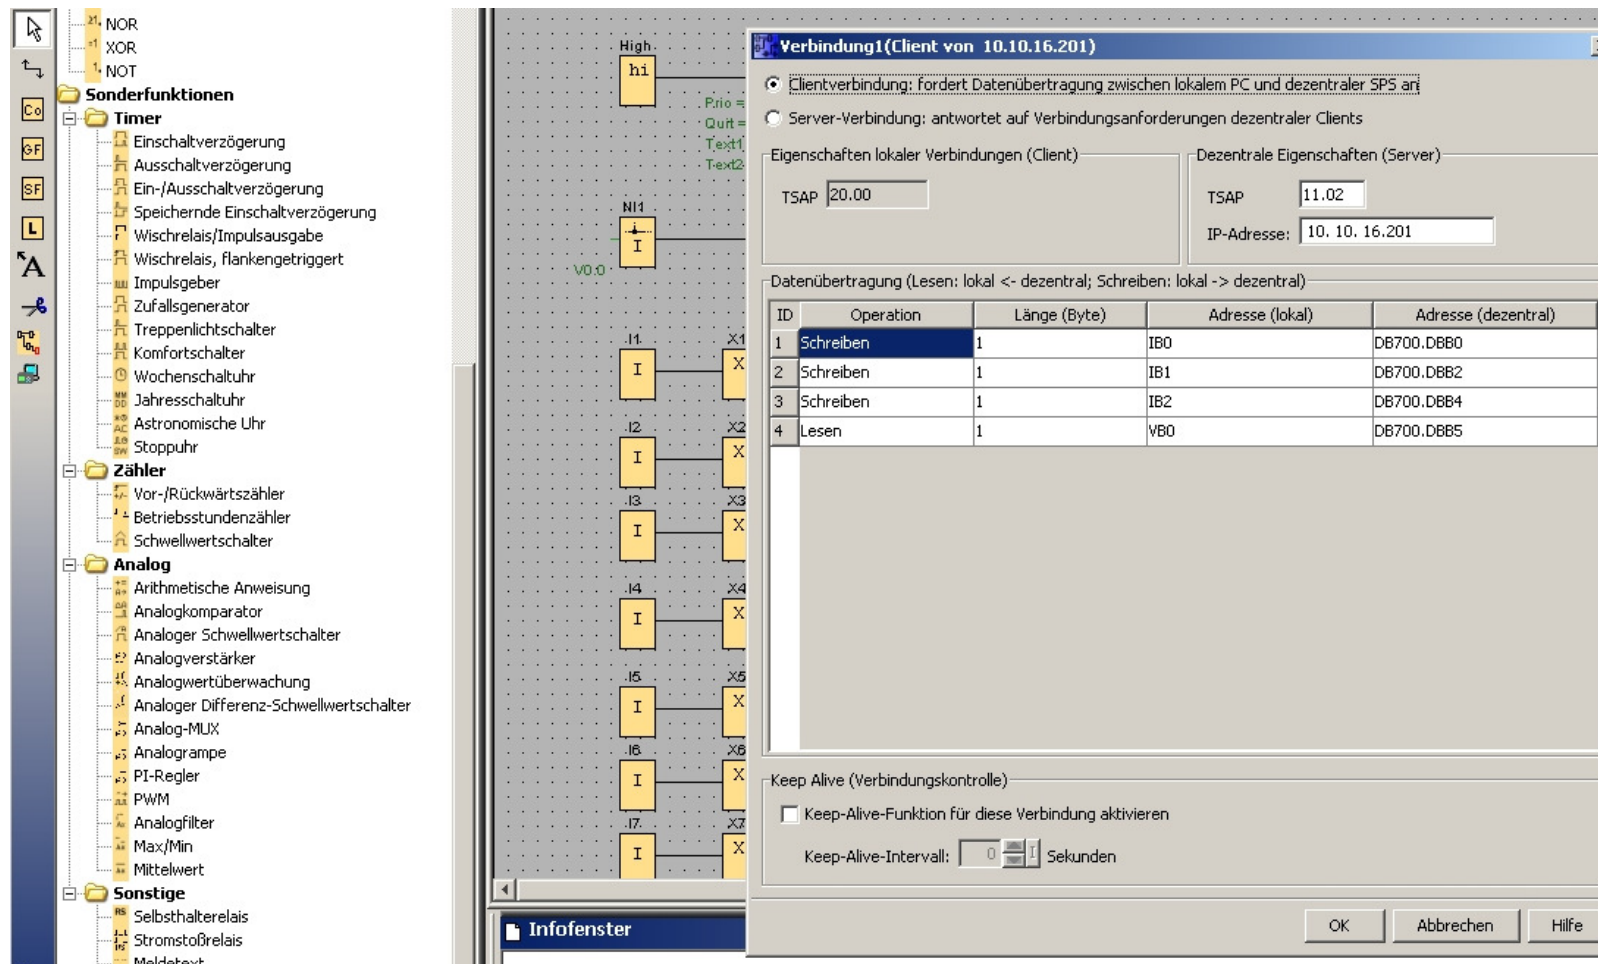 NOR
XOR
NOT
Sonderfunktionen
Timer
Einschaltverzögerung
Ausschaltverzögerung
Ein-/Ausschaltverzögerung
Speichernde Einschaltverzögerung
Wischrelais/Impulsausgabe
Wischrelais, flankengetriggert
Impulsgeber
Zufallsgenerator
Treppenlichtschalter
Komfortschalter
Wochenschaltuhr
Jahresschaltuhr
Astronomische Uhr
Stoppuhr
Zähler
Vor-/Rückwärtszähler
Betriebsstundenzähler
Schwellwertschalter
Analog
Arithmetische Anweisung
Analogkomparator
Analoger Schwellwertschalter
Analogverstärker
Analogwertüberwachung
Analoger Differenz-Schwellwertschalter
Analog-MUX
Analogrampe
PI-Regler
PWM
Analogfilter
Max/Min
Mittelwert
Sonstige
Selbsthalterelais
Stromstoßrelais
Meldetext
Co
GF
SF
L
A
High
hi
Prio =
Quit =
Text1
Text2
NI1
I
V0.0
I1 X1
I X
I2 X2
I X
I3 X3
I X
I4 X4
I X
I5 X5
I X
I6 X6
I X
I7 X7
I X
Infofenster
Verbindung1(Client von 10.10.16.201)
Clientverbindung: fordert Datenübertragung zwischen lokalem PC und dezentraler SPS an
Server-Verbindung: antwortet auf Verbindungsanforderungen dezentraler Clients
Eigenschaften lokaler Verbindungen (Client)
TSAP 20.00
Dezentrale Eigenschaften (Server)
TSAP 11.02
IP-Adresse: 10. 10. 16.201
Datenübertragung (Lesen: lokal <- dezentral; Schreiben: lokal -> dezentral)
ID Operation Länge (Byte) Adresse (lokal) Adresse (dezentral)
1 Schreiben 1 IB0 DB700.DBB0
2 Schreiben 1 IB1 DB700.DBB2
3 Schreiben 1 IB2 DB700.DBB4
4 Lesen 1 VB0 DB700.DBB5
Keep Alive (Verbindungskontrolle)
Keep-Alive-Funktion für diese Verbindung aktivieren
Keep-Alive-Intervall: 0 Sekunden
OK Abbrechen Hilfe